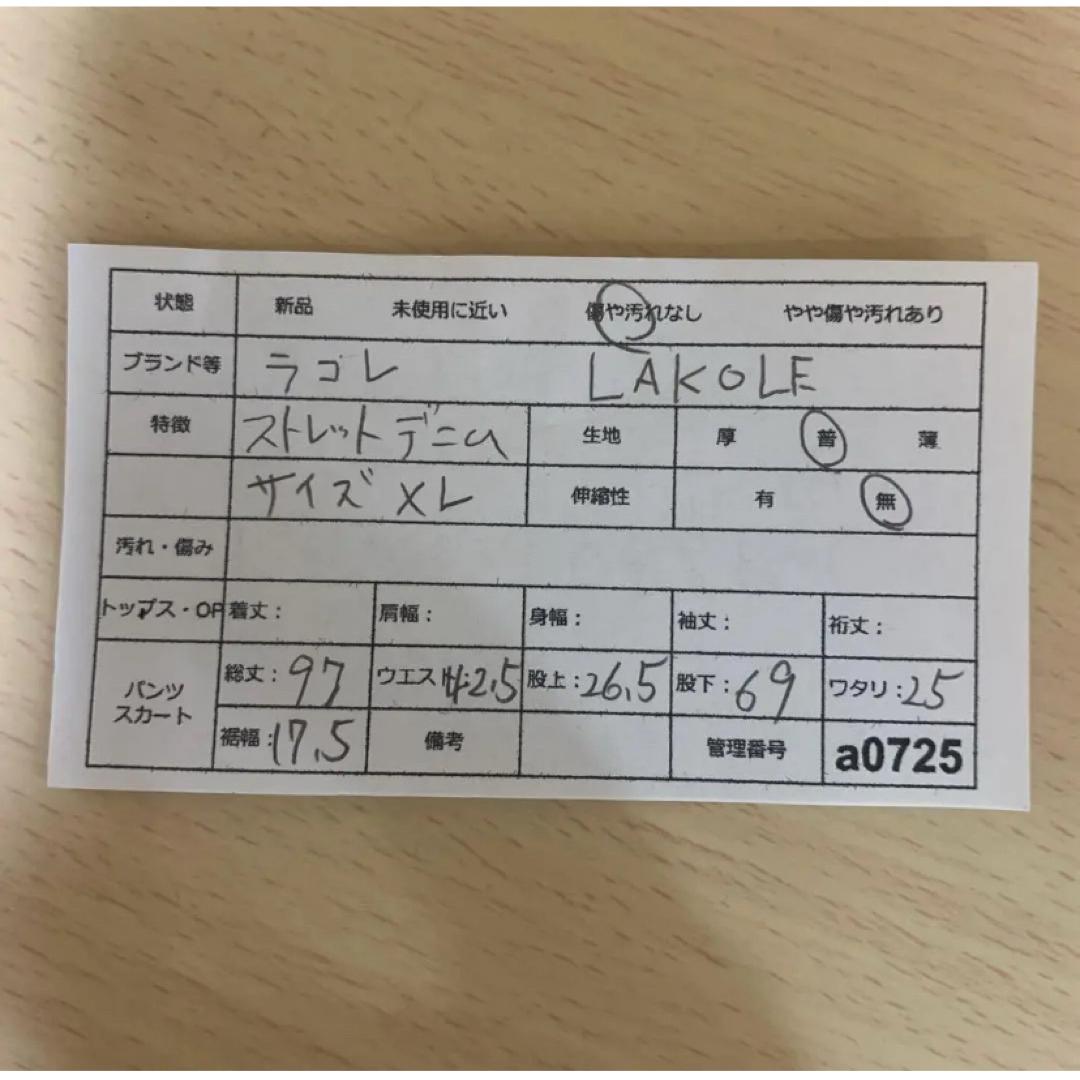 状態 新品 未使用に近い 傷や汚れなし やや傷や汚れあり
ブランド等 ラコレ LAKOLE
特徴 ストレットデニム 生地 厚 普 薄
サイズ XL 伸縮性 有 無
汚れ・傷み
トップス・OP 着丈: 肩幅: 身幅: 袖丈: 裄丈:
パンツ スカート 総丈:97 ウエスト:42.5 股上:26.5 股下:69 ワタリ:25
裾幅:17.5 備考 管理番号 a0725